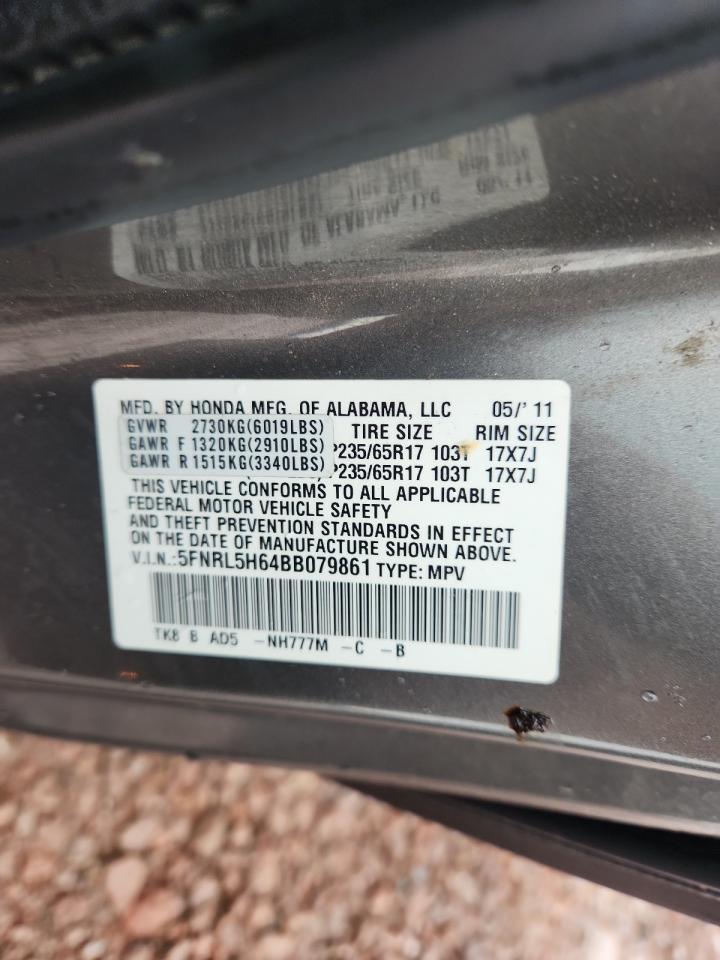 MFD. BY HONDA MFG. OF ALABAMA, LLC 05/'11
GVWR 2730KG(6019LBS) TIRE SIZE RIM SIZE
GAWR F 1320KG(2910LBS) P235/65R17 103T 17X7J
GAWR R 1515KG(3340LBS) P235/65R17 103T 17X7J
THIS VEHICLE CONFORMS TO ALL APPLICABLE
FEDERAL MOTOR VEHICLE SAFETY
AND THEFT PREVENTION STANDARDS IN EFFECT
ON THE DATE OF MANUFACTURE SHOWN ABOVE.
V.I.N.:5FNRL5H64BB079861 TYPE: MPV
TK8 B AD5 -NH777M -C -B